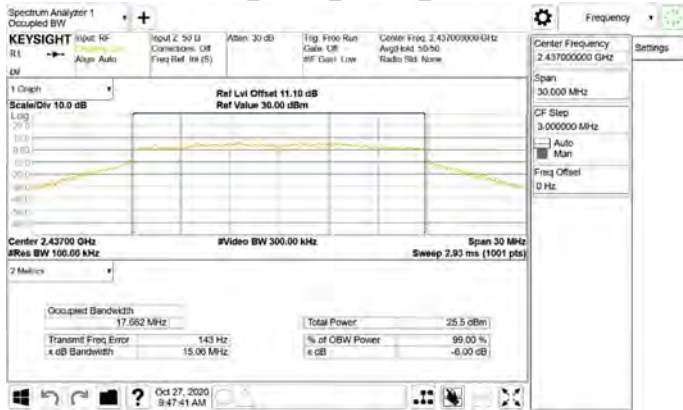 Spectrum Analyzer 1
Occupied BW
+
Frequency
KEYSIGHT
R L
Input: RF
Align: Auto
Input Z: 50 Ω
Corrections: Off
Freq Ref: Int (S)
Atten: 30 dB
Trig: Free Run
Gate: Off
#IF Gain: Low
Center Freq: 2.437000000 GHz
Avg|Hold: 50/50
Radio Std: None
1 Graph
Scale/Div 10.0 dB
Ref Lvl Offset 11.10 dB
Ref Value 30.00 dBm
Log
Center 2.43700 GHz
#Res BW 100.00 kHz
#Video BW 300.00 kHz
Span 30 MHz
Sweep 2.93 ms (1001 pts)
2 Metrics
Occupied Bandwidth
17.662 MHz
Total Power 25.5 dBm
Transmit Freq Error 143 Hz
% of OBW Power 99.00 %
x dB Bandwidth 15.06 MHz
x dB -6.00 dB
Center Frequency
2.437000000 GHz
Settings
Span
30.000 MHz
CF Step
3.000000 MHz
Auto
Man
Freq Offset
0 Hz
?
Oct 27, 2020
9:47:41 AM